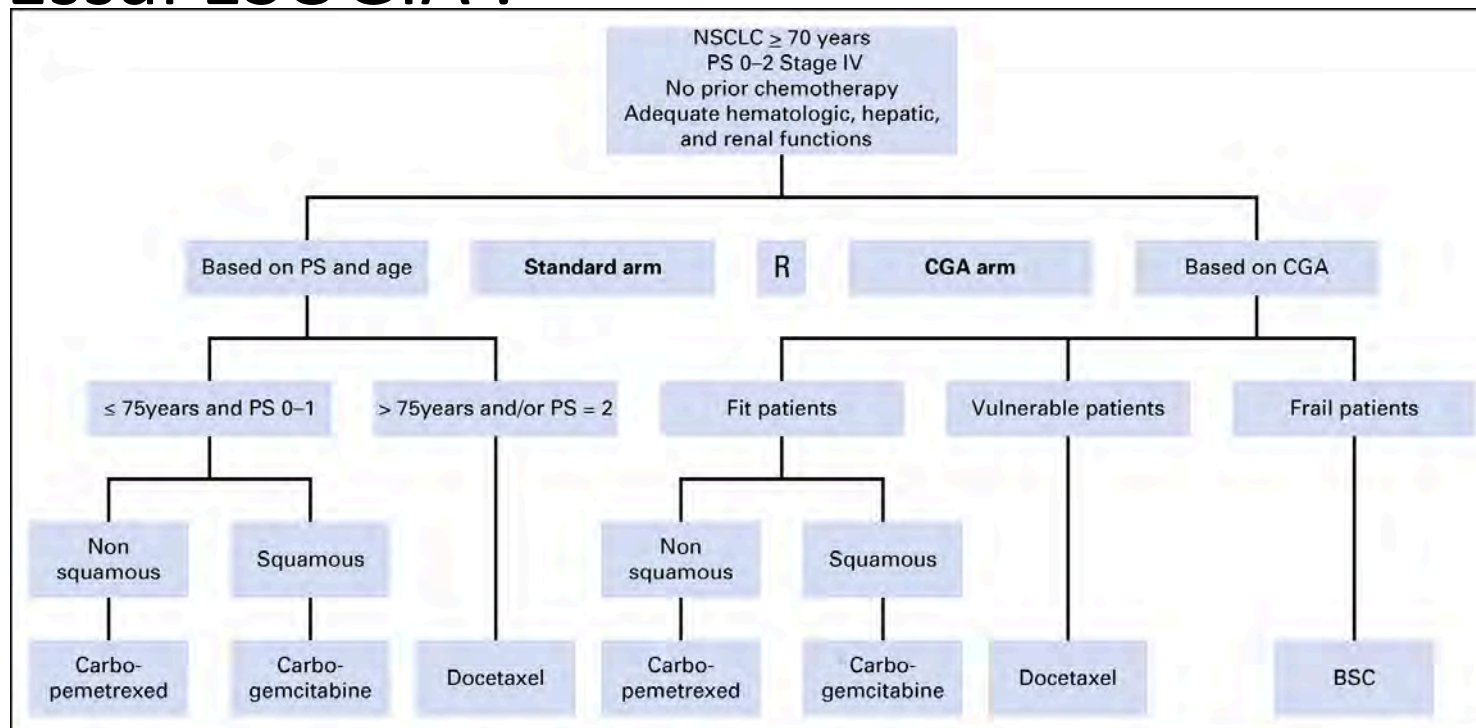 NSCLC ≥ 70 years
PS 0–2 Stage IV
No prior chemotherapy
Adequate hematologic, hepatic,
and renal functions
Based on PS and age
Standard arm
R
CGA arm
Based on CGA
≤ 75years and PS 0–1
> 75years and/or PS = 2
Fit patients
Vulnerable patients
Frail patients
Non
squamous
Squamous
Non
squamous
Squamous
Carbo-
pemetrexed
Carbo-
gemcitabine
Docetaxel
Carbo-
pemetrexed
Carbo-
gemcitabine
Docetaxel
BSC